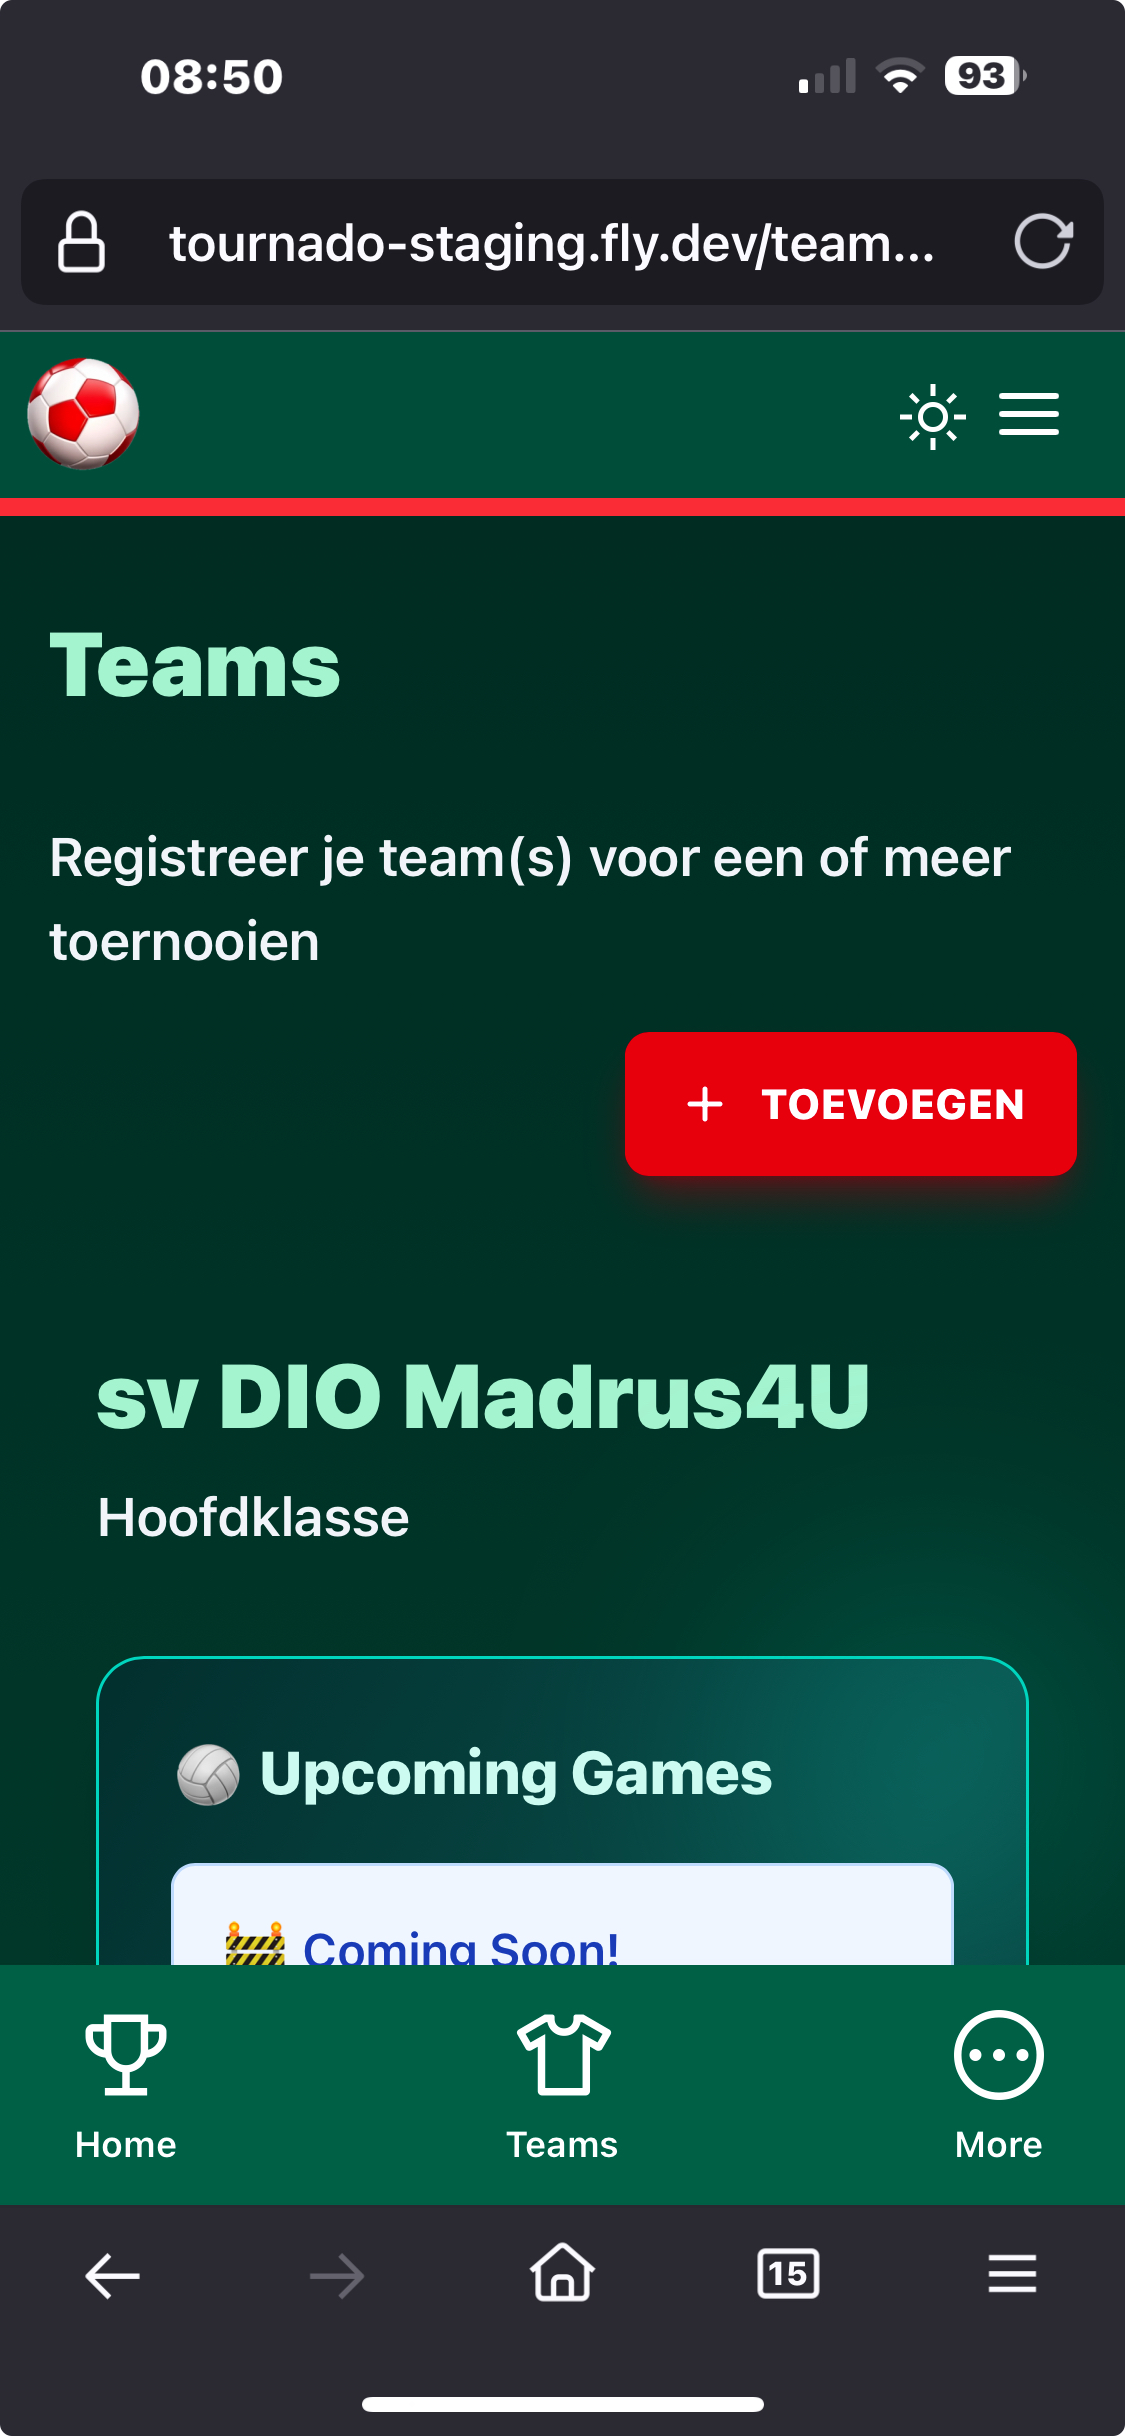 08:50
93
tournado-staging.fly.dev/team...
Teams
Registreer je team(s) voor een of meer
toernooien
+ TOEVOEGEN
sv DIO Madrus4U
Hoofdklasse
Upcoming Games
Coming Soon!
Home
Teams
More
15